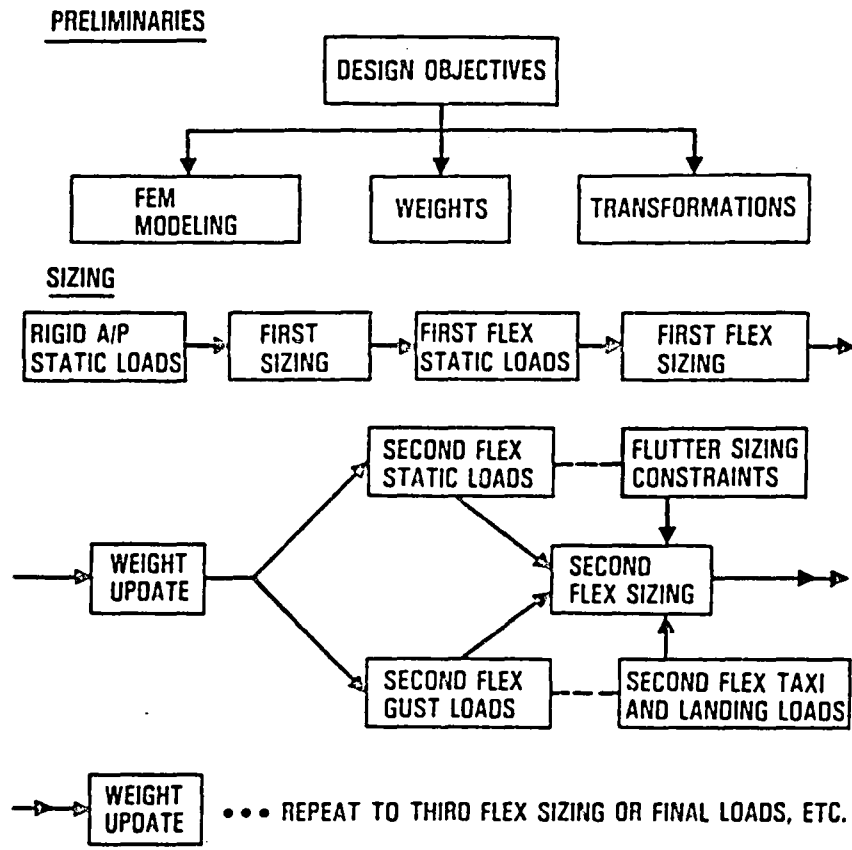 PRELIMINARIES
DESIGN OBJECTIVES
FEM
MODELING
WEIGHTS
TRANSFORMATIONS
SIZING
RIGID A/P
STATIC LOADS
FIRST
SIZING
FIRST FLEX
STATIC LOADS
FIRST FLEX
SIZING
SECOND FLEX
STATIC LOADS
FLUTTER SIZING
CONSTRAINTS
WEIGHT
UPDATE
SECOND
FLEX SIZING
SECOND FLEX
GUST LOADS
SECOND FLEX TAXI
AND LANDING LOADS
WEIGHT
UPDATE
••• REPEAT TO THIRD FLEX SIZING OR FINAL LOADS, ETC.